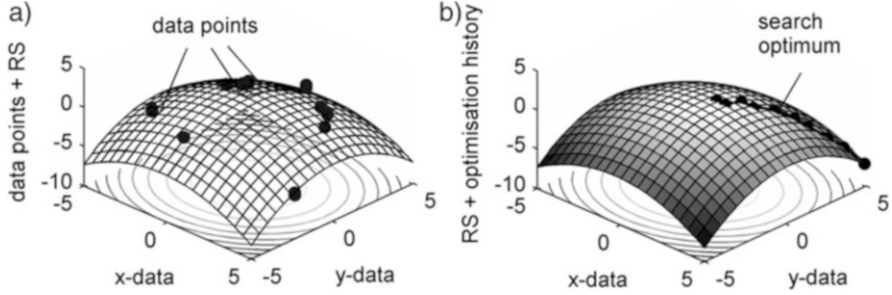 a)
data points
data points + RS
5
0
-5
-10
-5
0
5
x-data
-5
0
5
y-data
b)
search
optimum
RS + optimisation history
5
0
-5
-10
-5
0
5
x-data
-5
0
5
y-data